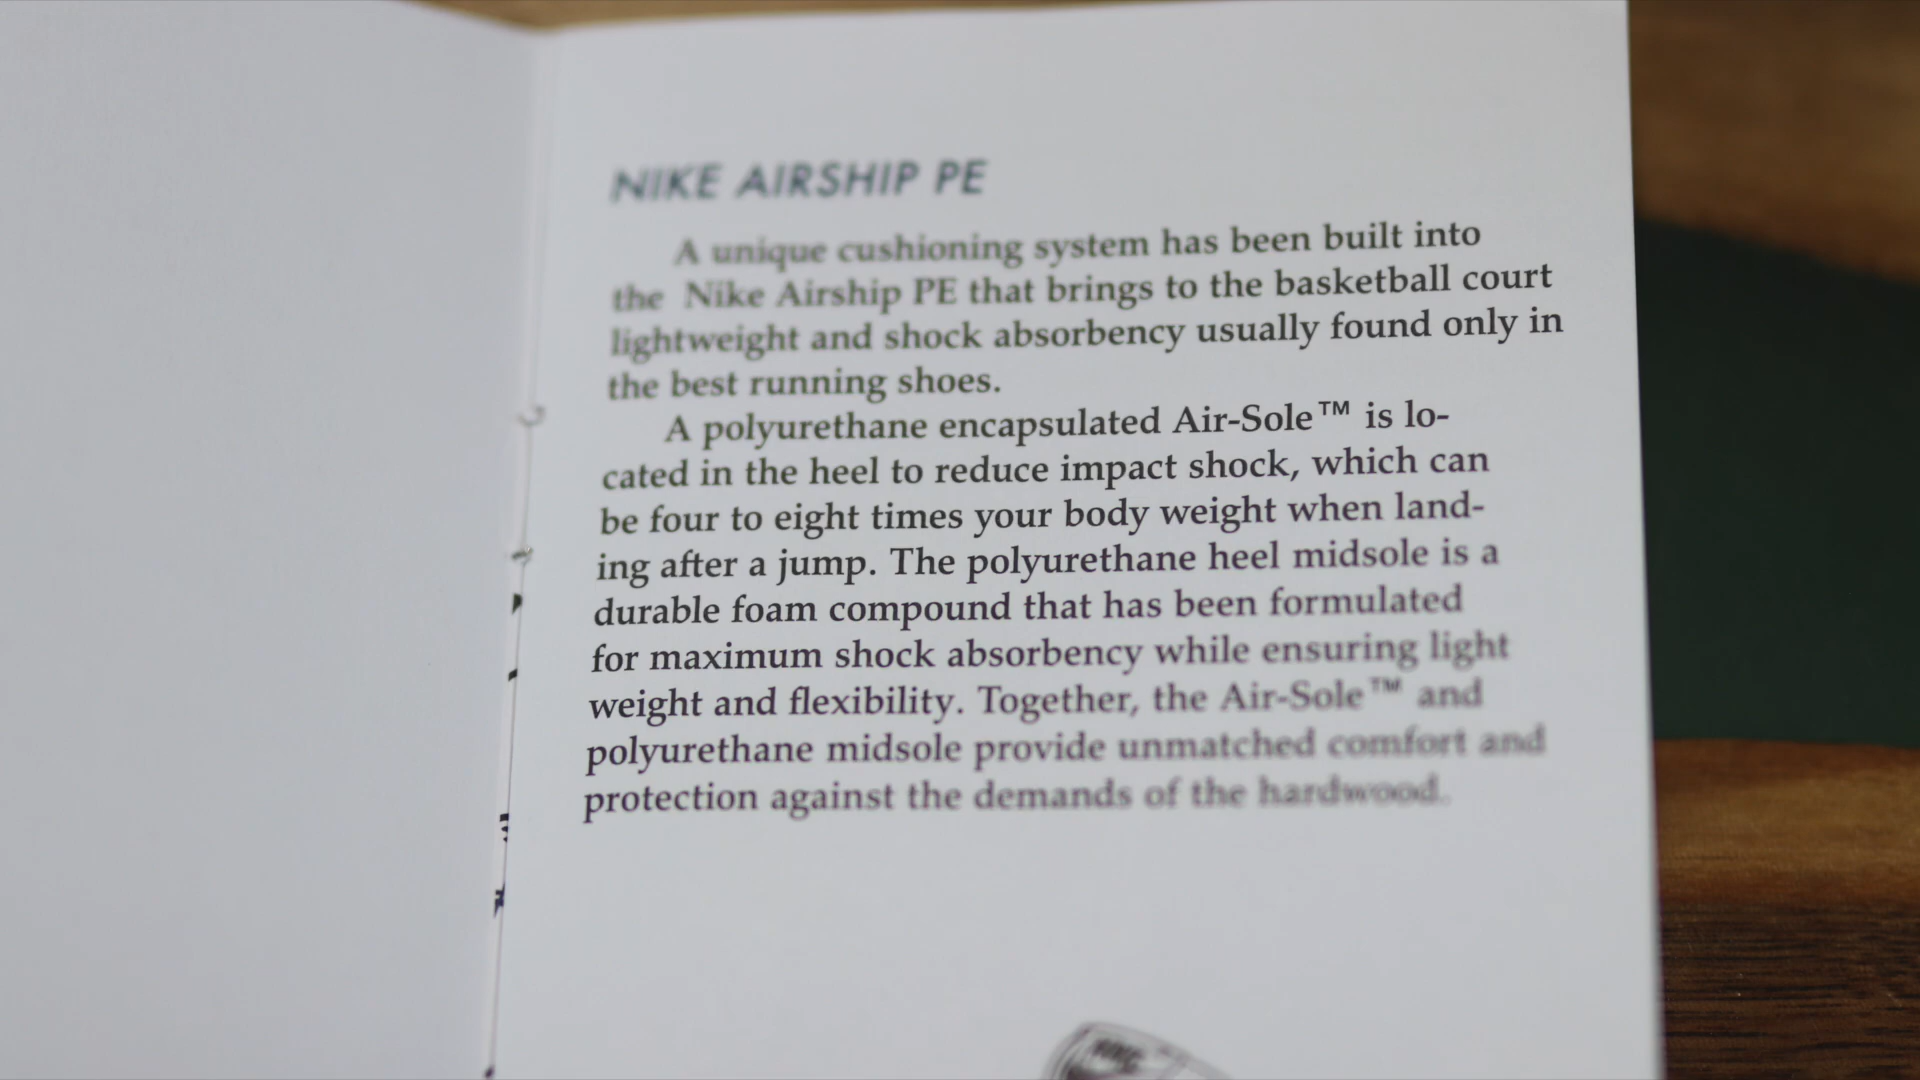 NIKE AIRSHIP PE
A unique cushioning system has been built into
the Nike Airship PE that brings to the basketball court
lightweight and shock absorbency usually found only in
the best running shoes.
A polyurethane encapsulated Air-Sole™ is lo-
cated in the heel to reduce impact shock, which can
be four to eight times your body weight when land-
ing after a jump. The polyurethane heel midsole is a
durable foam compound that has been formulated
for maximum shock absorbency while ensuring light
weight and flexibility. Together, the Air-Sole™ and
polyurethane midsole provide unmatched comfort and
protection against the demands of the hardwood.